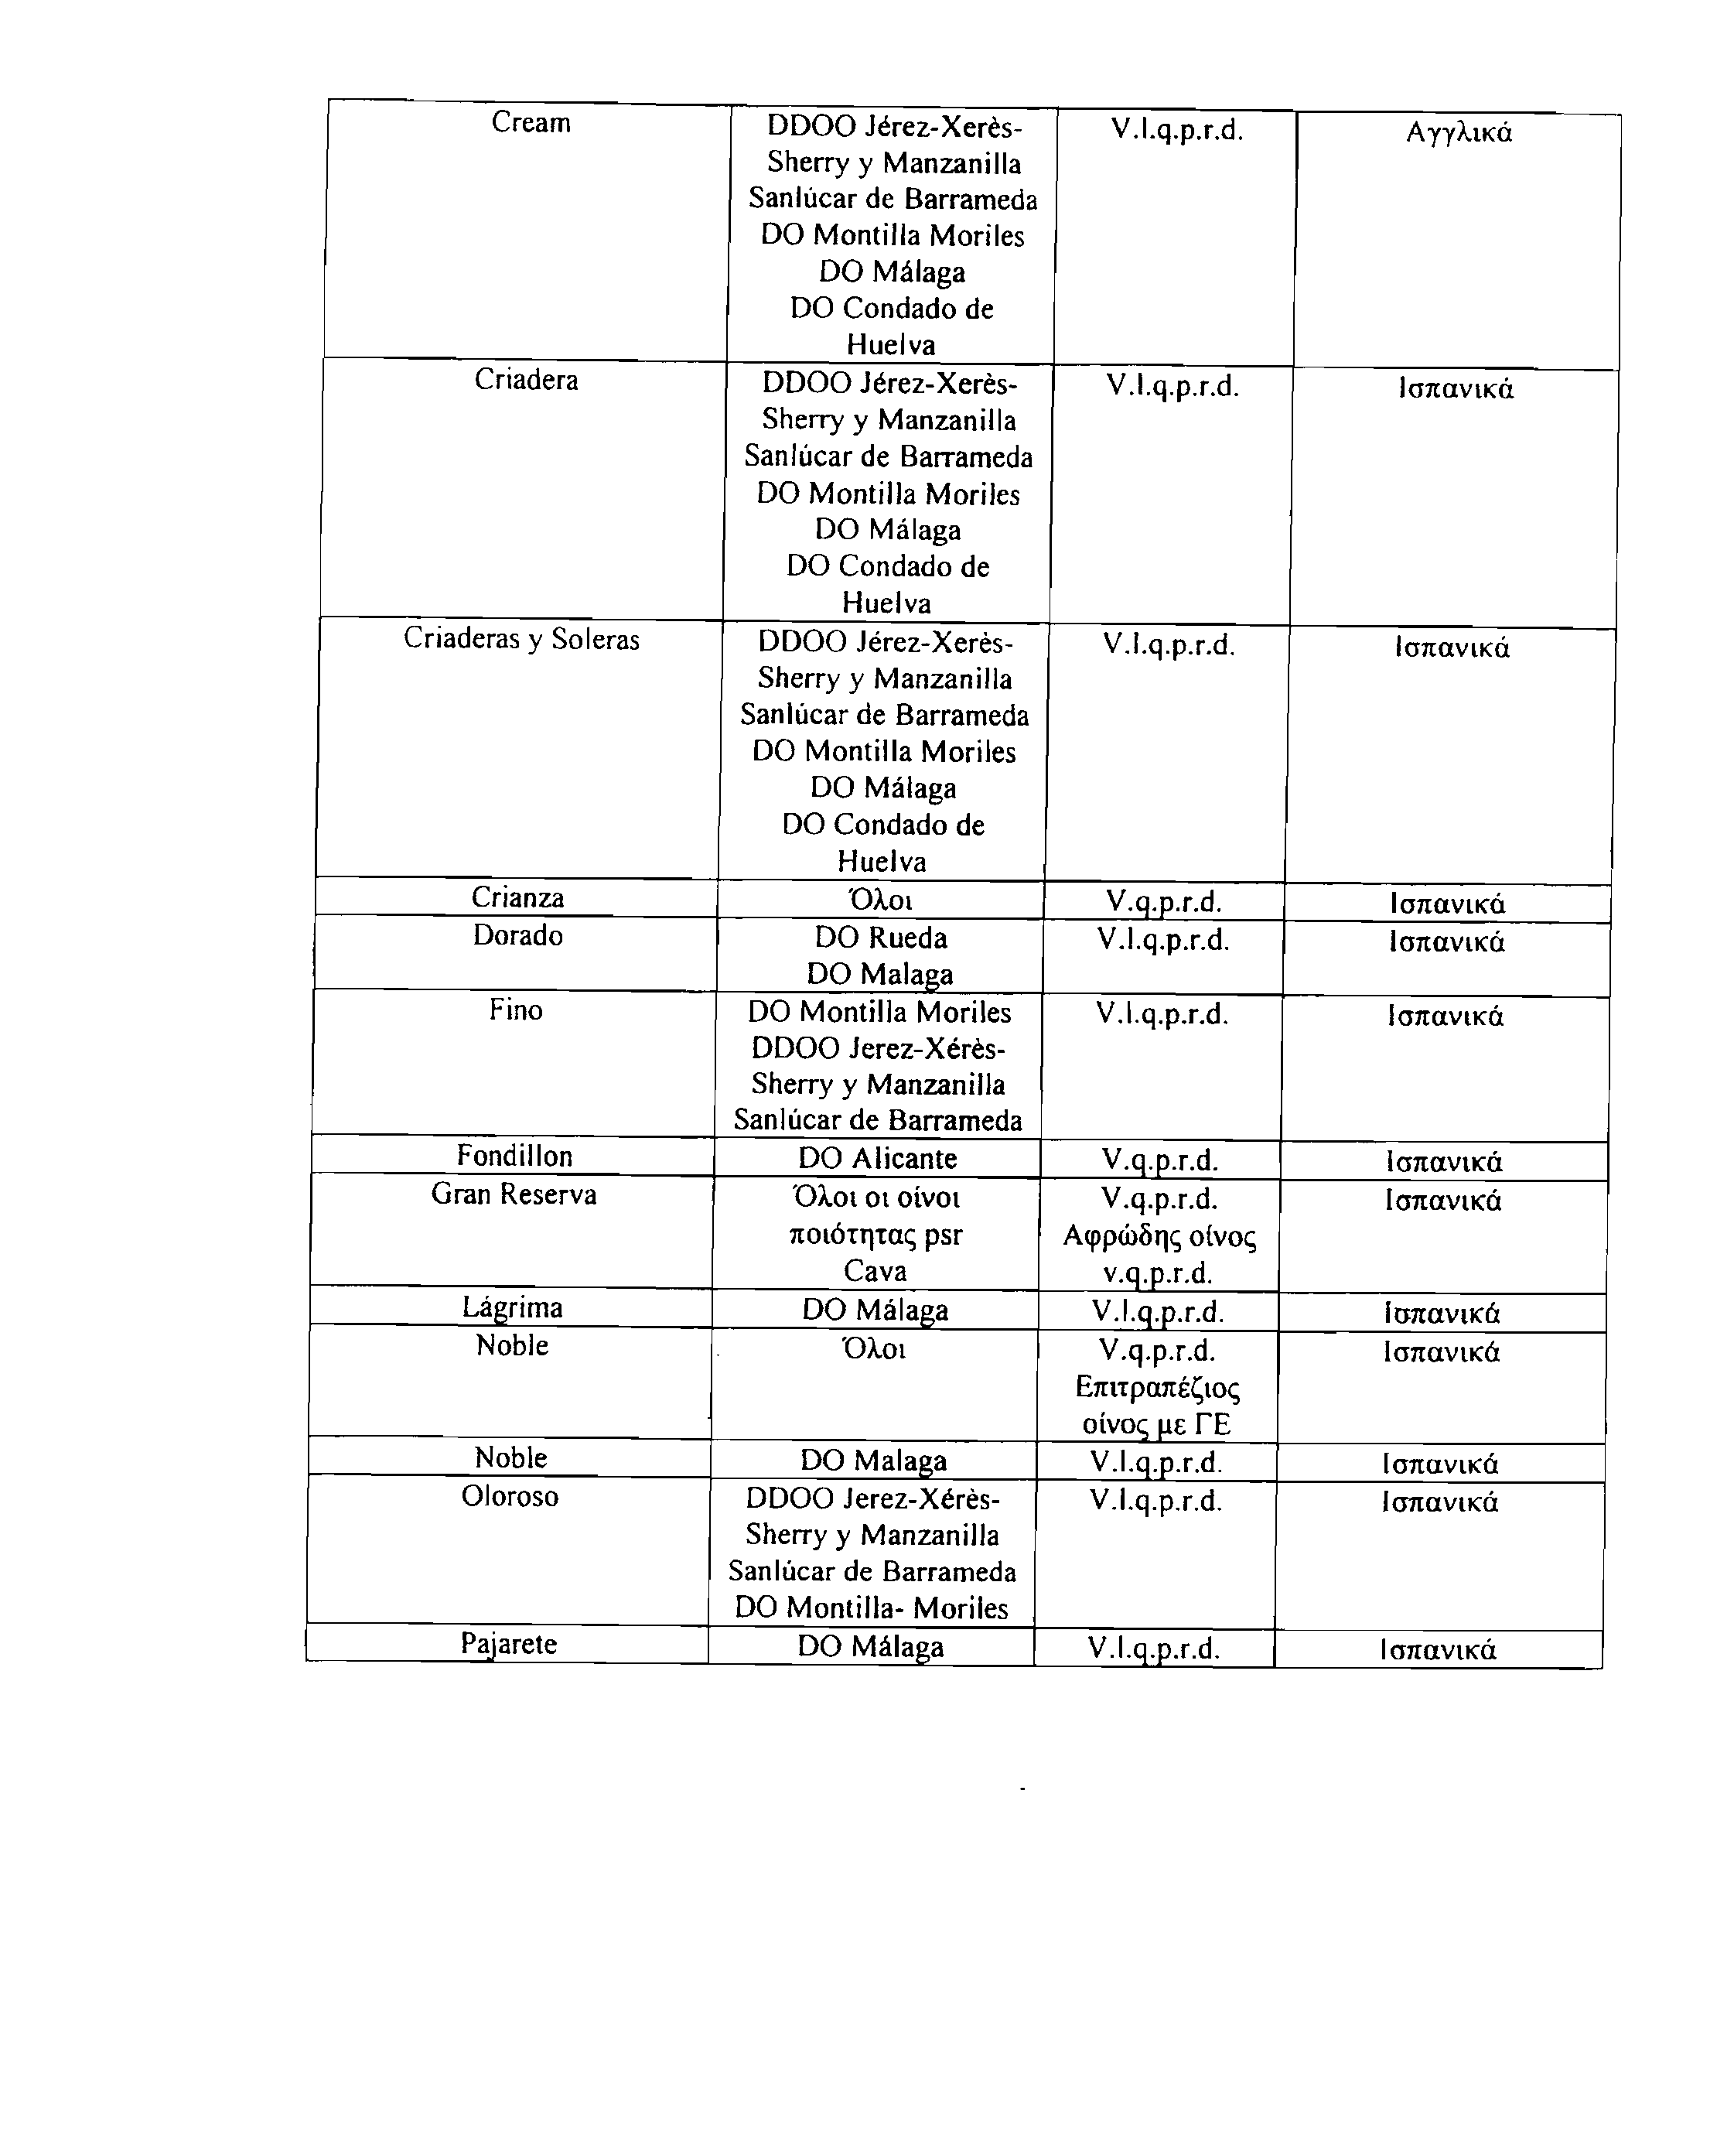 Cream
DDOO Jérez-Xerès-
Sherry y Manzanilla
Sanlúcar de Barrameda
DO Montilla Moriles
DO Málaga
DO Condado de
Huelva
V.l.q.p.r.d.
Αγγλικά
Criadera
DDOO Jérez-Xerès-
Sherry y Manzanilla
Sanlúcar de Barrameda
DO Montilla Moriles
DO Málaga
DO Condado de
Huelva
V.l.q.p.r.d.
Ισπανικά
Criaderas y Soleras
DDOO Jérez-Xerès-
Sherry y Manzanilla
Sanlúcar de Barrameda
DO Montilla Moriles
DO Málaga
DO Condado de
Huelva
V.l.q.p.r.d.
Ισπανικά
Crianza
Όλοι
V.q.p.r.d.
Ισπανικά
Dorado
DO Rueda
DO Malaga
V.l.q.p.r.d.
Ισπανικά
Fino
DO Montilla Moriles
DDOO Jerez-Xérès-
Sherry y Manzanilla
Sanlúcar de Barrameda
V.l.q.p.r.d.
Ισπανικά
Fondillon
DO Alicante
V.q.p.r.d.
Ισπανικά
Gran Reserva
Όλοι οι οίνοι
ποιότητας psr
Cava
V.q.p.r.d.
Αφρώδης οίνος
v.q.p.r.d.
Ισπανικά
Lágrima
DO Málaga
V.l.q.p.r.d.
Ισπανικά
Noble
Όλοι
V.q.p.r.d.
Επιτραπέζιος
οίνος με ΓΕ
Ισπανικά
Noble
DO Malaga
V.l.q.p.r.d.
Ισπανικά
Oloroso
DDOO Jerez-Xérès-
Sherry y Manzanilla
Sanlúcar de Barrameda
DO Montilla- Moriles
V.l.q.p.r.d.
Ισπανικά
Pajarete
DO Málaga
V.l.q.p.r.d.
Ισπανικά